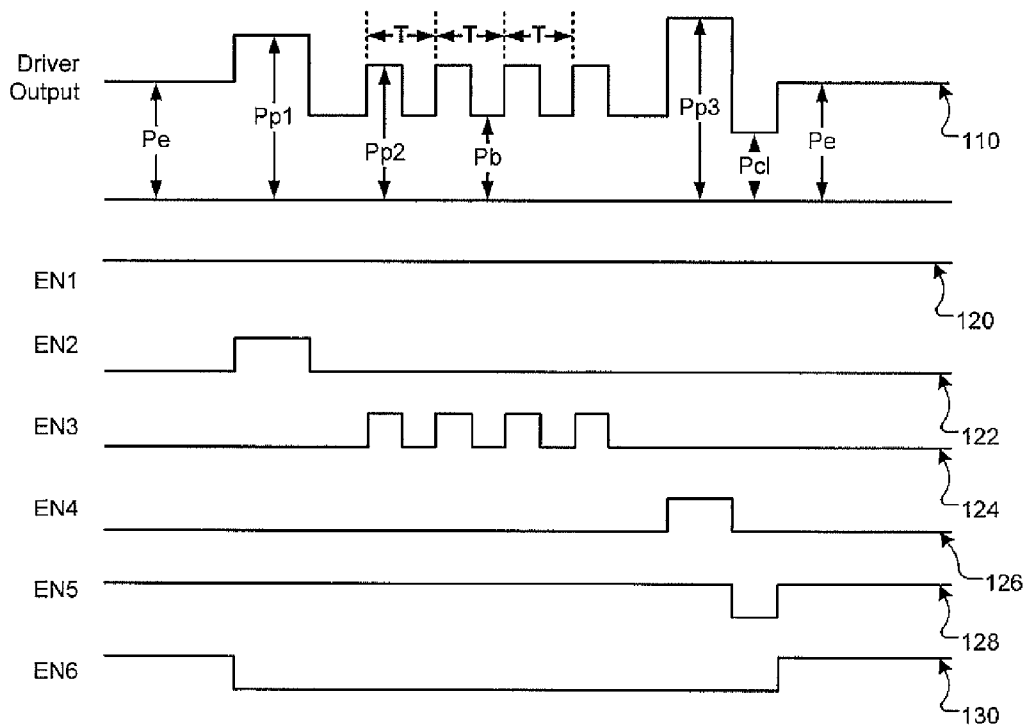 T T T
Driver
Output
Pe Pp1 Pp2 Pb Pp3 Pcl Pe
110
EN1
120
EN2
122
EN3
124
EN4
126
EN5
128
EN6
130